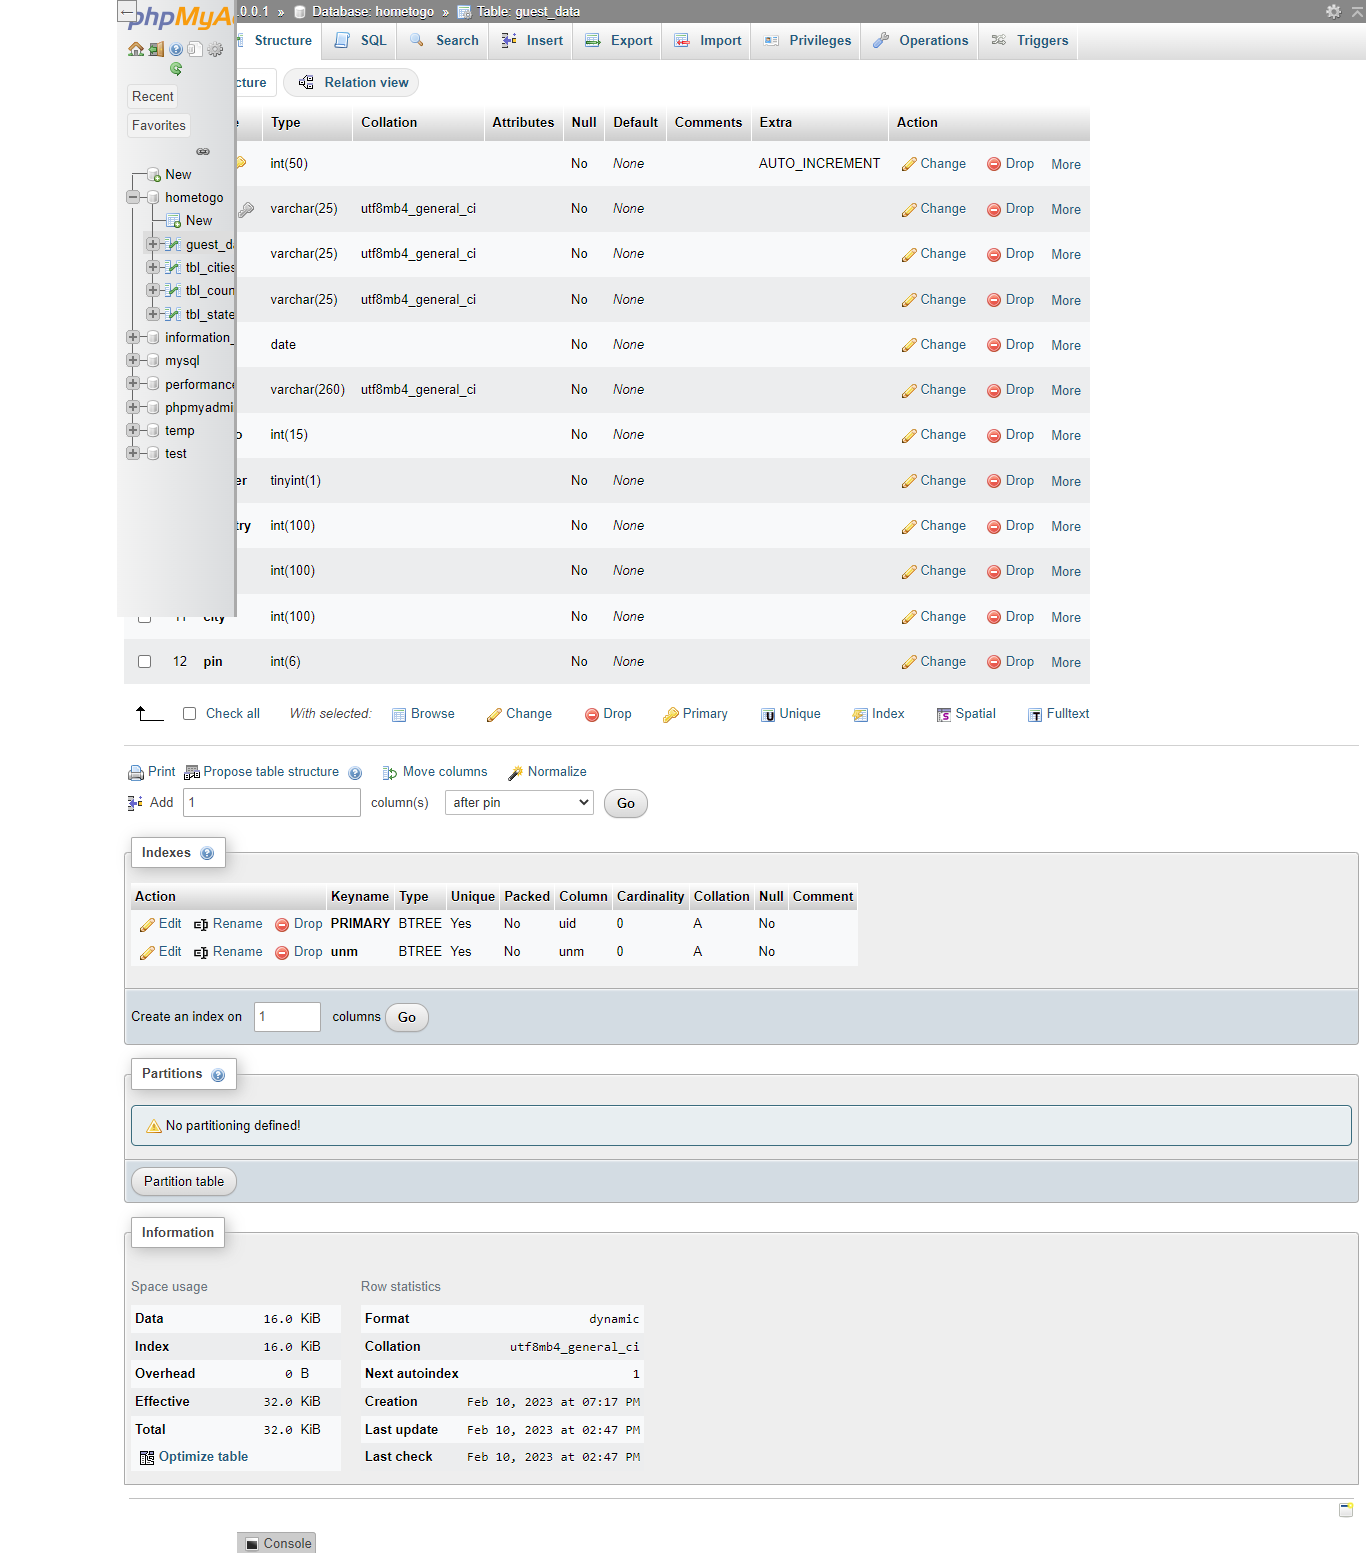 phpMyA .0.0.1 » Database: hometogo » Table: guest_data
Structure SQL Search Insert Export Import Privileges Operations Triggers
cture Relation view
Recent
Favorites
New
hometogo
New
guest_d
tbl_cities
tbl_coun
tbl_state
information_
mysql
performance
phpmyadmi
temp
test
e Type Collation Attributes Null Default Comments Extra Action
int(50) No None AUTO_INCREMENT Change Drop More
varchar(25) utf8mb4_general_ci No None Change Drop More
varchar(25) utf8mb4_general_ci No None Change Drop More
varchar(25) utf8mb4_general_ci No None Change Drop More
date No None Change Drop More
varchar(260) utf8mb4_general_ci No None Change Drop More
o int(15) No None Change Drop More
er tinyint(1) No None Change Drop More
try int(100) No None Change Drop More
int(100) No None Change Drop More
11 city int(100) No None Change Drop More
12 pin int(6) No None Change Drop More
Check all With selected: Browse Change Drop Primary Unique Index Spatial Fulltext
Print Propose table structure Move columns Normalize
Add 1 column(s) after pin Go
Indexes
Action Keyname Type Unique Packed Column Cardinality Collation Null Comment
Edit Rename Drop PRIMARY BTREE Yes No uid 0 A No
Edit Rename Drop unm BTREE Yes No unm 0 A No
Create an index on 1 columns Go
Partitions
No partitioning defined!
Partition table
Information
Space usage
Data 16.0 KiB
Index 16.0 KiB
Overhead 0 B
Effective 32.0 KiB
Total 32.0 KiB
Optimize table
Row statistics
Format dynamic
Collation utf8mb4_general_ci
Next autoindex 1
Creation Feb 10, 2023 at 07:17 PM
Last update Feb 10, 2023 at 02:47 PM
Last check Feb 10, 2023 at 02:47 PM
Console